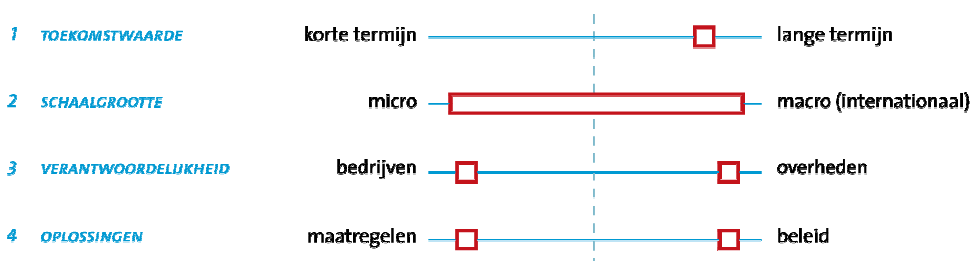 1 TOEKOMSTWAARDE korte termijn lange termijn
2 SCHAALGROOTTE micro macro (internationaal)
3 VERANTWOORDELIJKHEID bedrijven overheden
4 OPLOSSINGEN maatregelen beleid